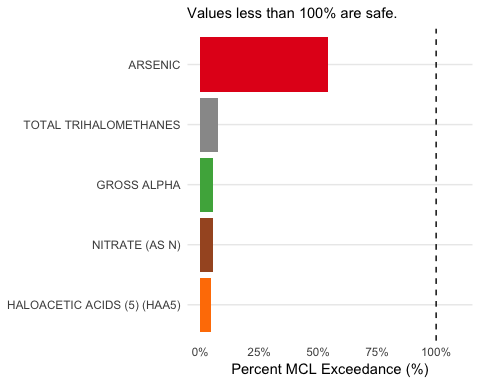 Values less than 100% are safe.
ARSENIC
TOTAL TRIHALOMETHANES
GROSS ALPHA
NITRATE (AS N)
HALOACETIC ACIDS (5) (HAA5)
0% 25% 50% 75% 100%
Percent MCL Exceedance (%)